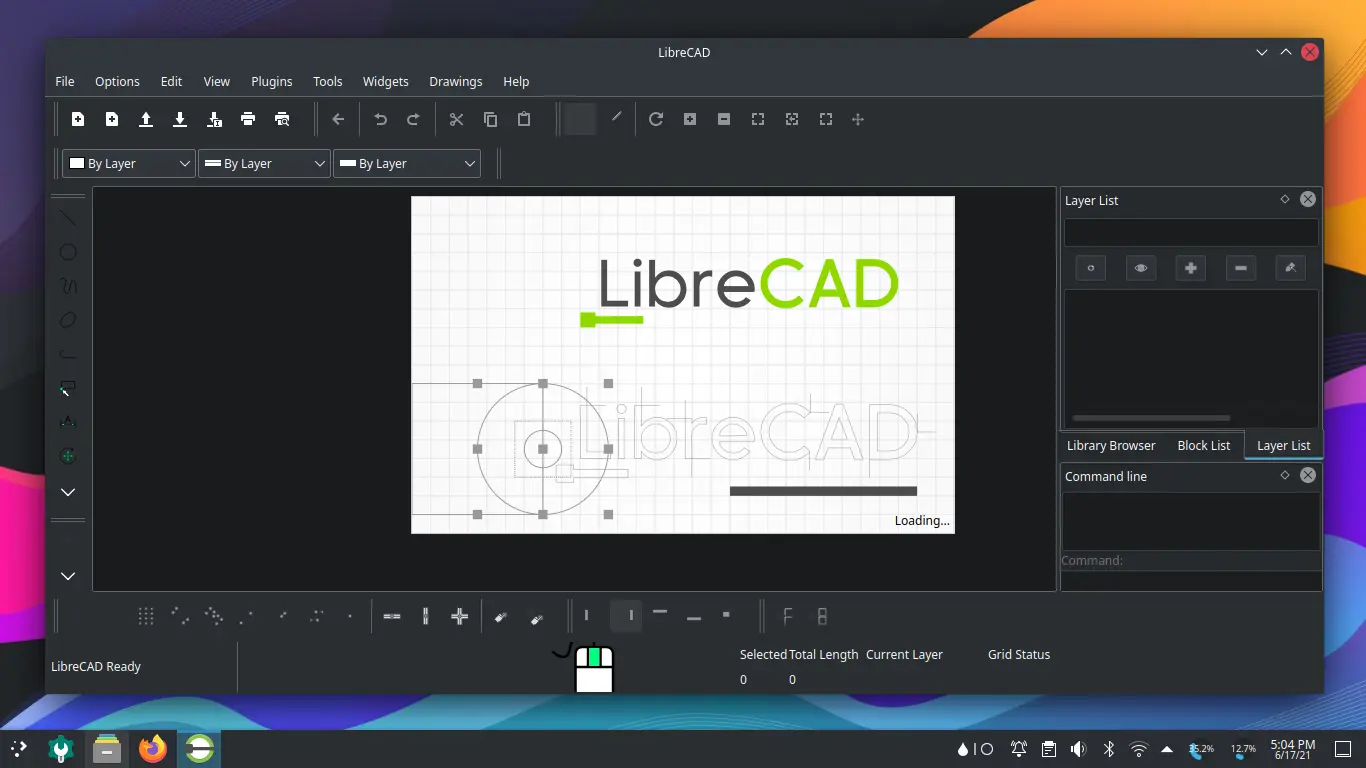 LibreCAD
File Options Edit View Plugins Tools Widgets Drawings Help
By Layer By Layer By Layer
Layer List
LibreCAD
LibreCAD
Loading...
Library Browser Block List Layer List
Command line
Command:
LibreCAD Ready
Selected Total Length Current Layer Grid Status
0 0
35.2% 12.7% 5:04 PM
6/17/21